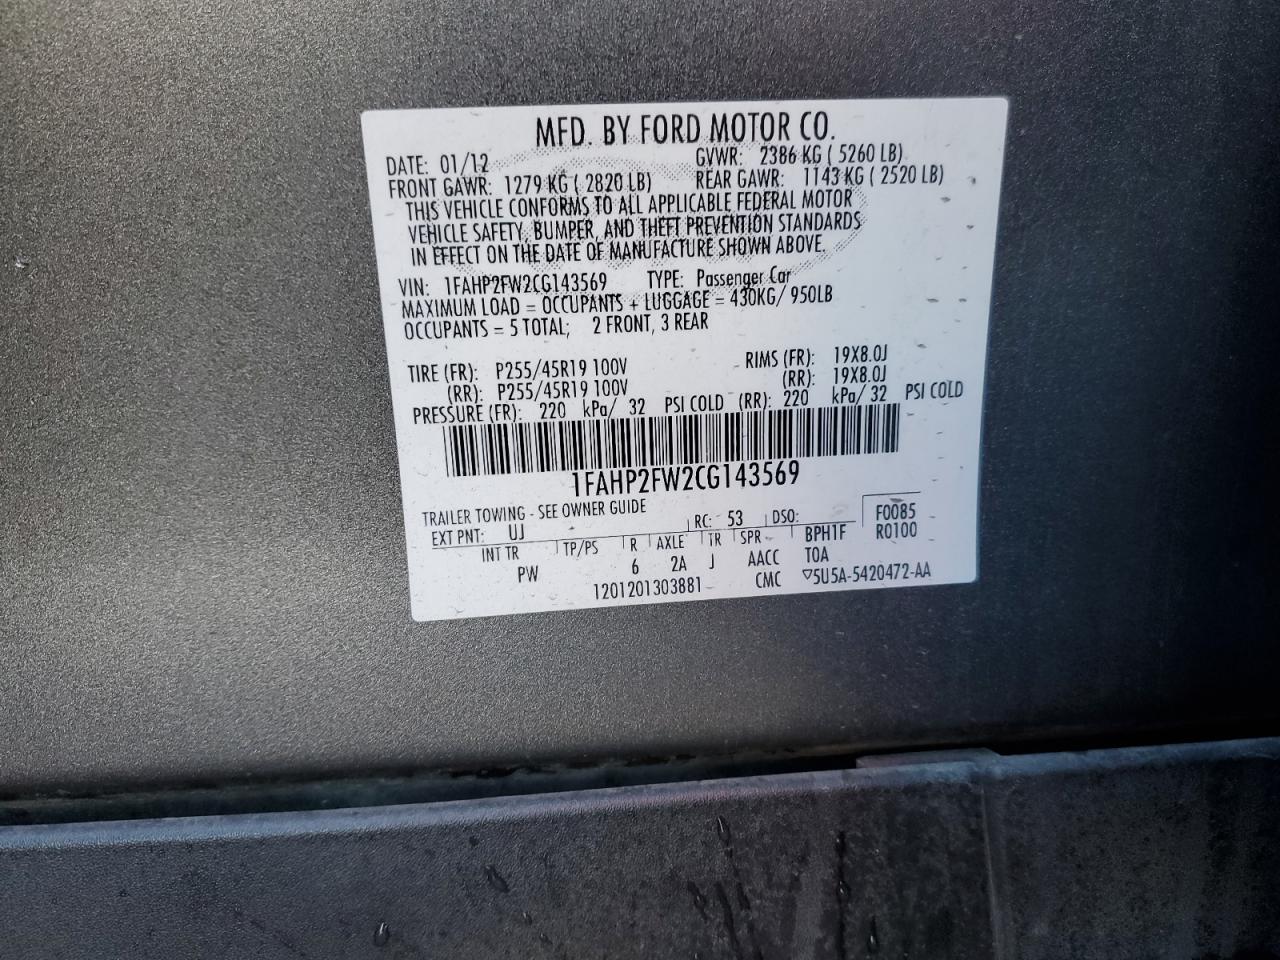 MFD. BY FORD MOTOR CO.
DATE: 01/12 GVWR: 2386 KG ( 5260 LB)
FRONT GAWR: 1279 KG ( 2820 LB) REAR GAWR: 1143 KG ( 2520 LB)
THIS VEHICLE CONFORMS TO ALL APPLICABLE FEDERAL MOTOR
VEHICLE SAFETY, BUMPER, AND THEFT PREVENTION STANDARDS
IN EFFECT ON THE DATE OF MANUFACTURE SHOWN ABOVE.
VIN: 1FAHP2FW2CG143569 TYPE: Passenger Car
MAXIMUM LOAD = OCCUPANTS + LUGGAGE = 430KG/ 950LB
OCCUPANTS = 5 TOTAL; 2 FRONT, 3 REAR
TIRE (FR): P255/45R19 100V RIMS (FR): 19X8.0J
(RR): P255/45R19 100V (RR): 19X8.0J
PRESSURE (FR): 220 kPa/ 32 PSI COLD (RR): 220 kPa/ 32 PSI COLD
1FAHP2FW2CG143569
TRAILER TOWING - SEE OWNER GUIDE
EXT PNT: UJ RC: 53 DSO: F0085
R0100
INT TR TP/PS R AXLE TR SPR BPH1F
PW 6 2A J AACC TOA
1201201303881 CMC ▽5U5A-5420472-AA